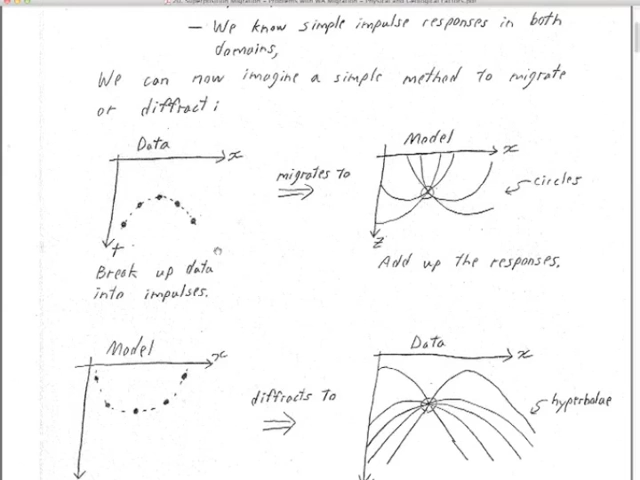 — We know simple impulse responses in both
domains,
We can now imagine a simple method to migrate
or diffract:
Data
x
t
migrates to
Model
x
z
circles
Break up data
into impulses.
Add up the responses.
Model
x
diffracts to
Data
x
hyperbolae